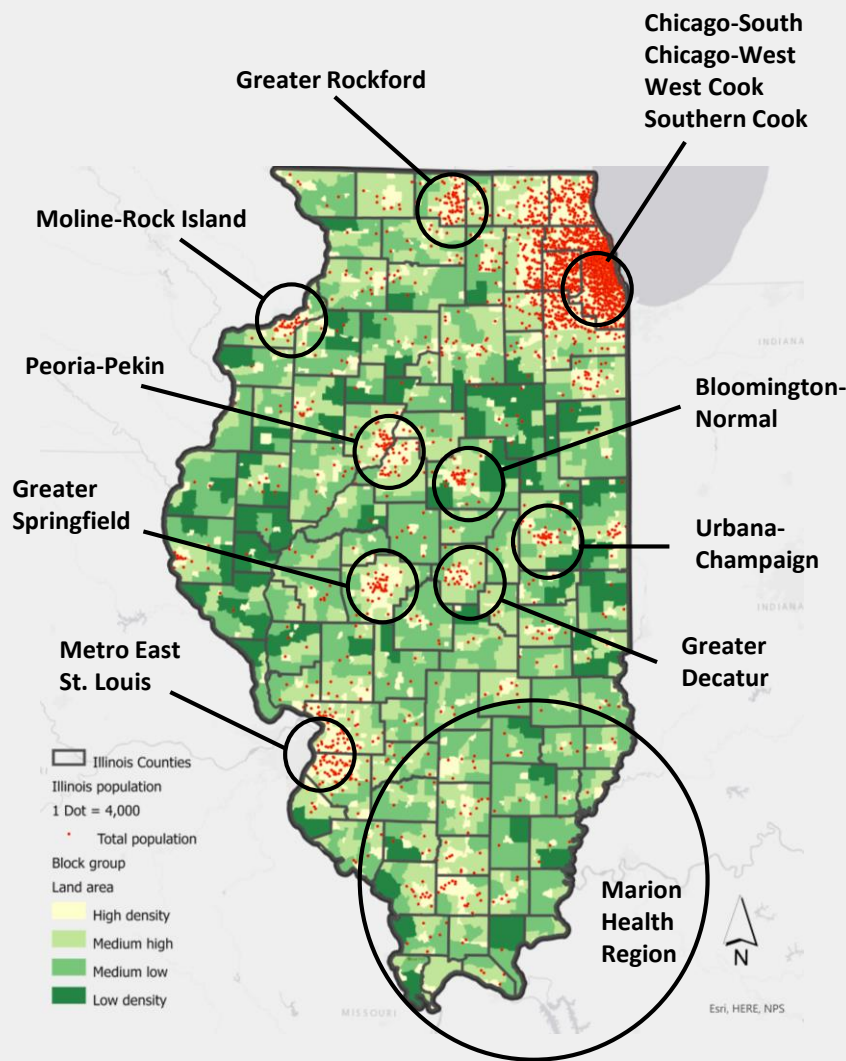 Chicago-South
Chicago-West
West Cook
Southern Cook
Greater Rockford
Moline-Rock Island
Peoria-Pekin
Bloomington-
Normal
Greater
Springfield
Urbana-
Champaign
Metro East
St. Louis
Greater
Decatur
Marion
Health
Region
INDIANA
INDIANA
MISSOURI
Illinois Counties
Illinois population
1 Dot = 4,000
Total population
Block group
Land area
High density
Medium high
Medium low
Low density
N
Esri, HERE, NPS